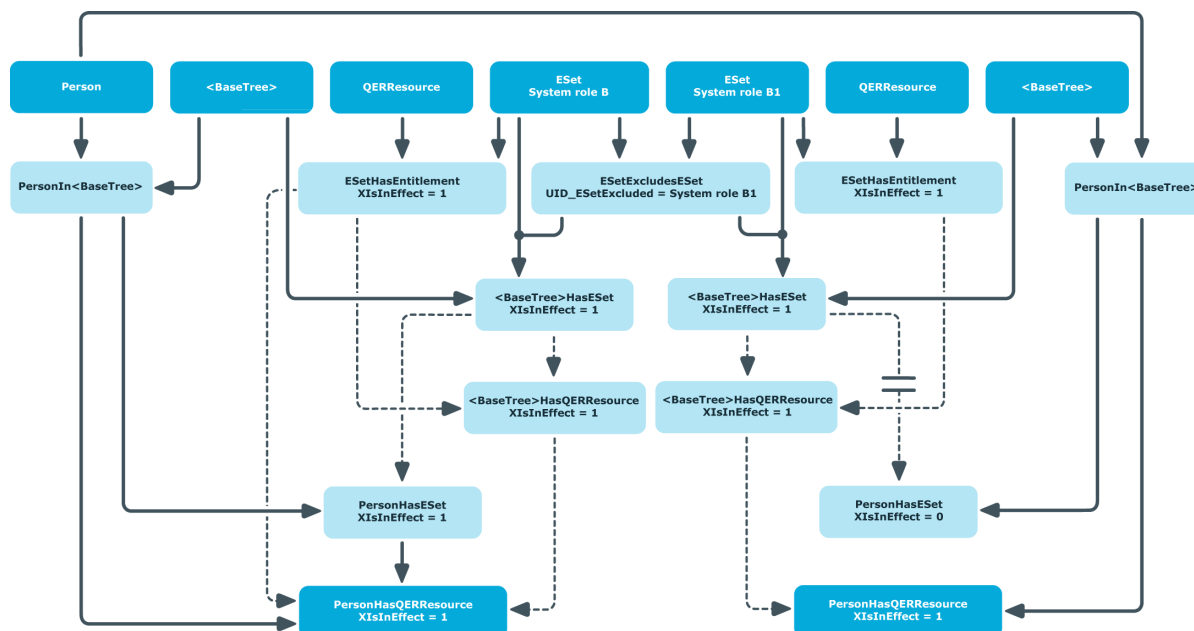 Person
<BaseTree>
QERResource
ESet
System role B
ESet
System role B1
QERResource
<BaseTree>
PersonIn<BaseTree>
ESetHasEntitlement
XIsInEffect = 1
ESetExcludesESet
UID_ESetExcluded = System role B1
ESetHasEntitlement
XIsInEffect = 1
PersonIn<BaseTree>
<BaseTree>HasESet
XIsInEffect = 1
<BaseTree>HasESet
XIsInEffect = 1
<BaseTree>HasQERResource
XIsInEffect = 1
<BaseTree>HasQERResource
XIsInEffect = 1
PersonHasESet
XIsInEffect = 1
PersonHasESet
XIsInEffect = 0
PersonHasQERResource
XIsInEffect = 1
PersonHasQERResource
XIsInEffect = 1